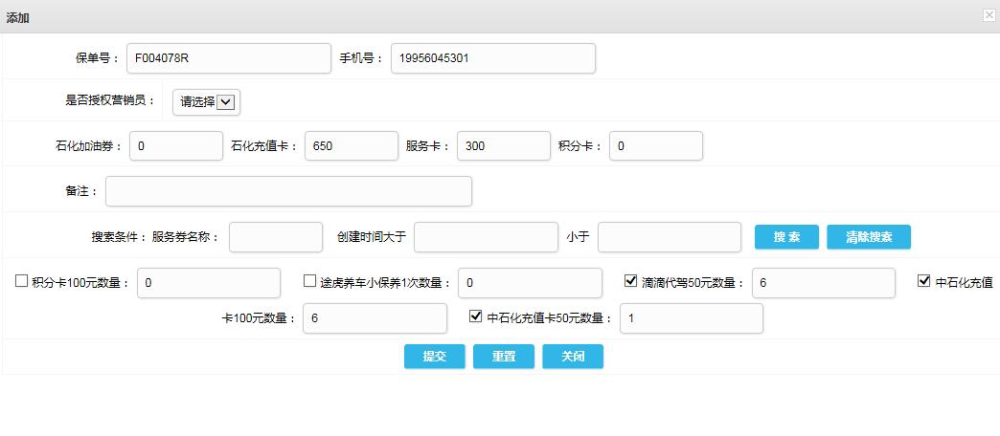 添加
保单号： F004078R 手机号： 19956045301
是否授权营销员： 请选择
石化加油券： 0 石化充值卡： 650 服务卡： 300 积分卡： 0
备注：
搜索条件： 服务券名称： 创建时间大于 小于 搜 索 清除搜索
积分卡100元数量： 0 途虎养车小保养1次数量： 0 滴滴代驾50元数量： 6 中石化充值
卡100元数量： 6 中石化充值卡50元数量： 1
提交 重置 关闭